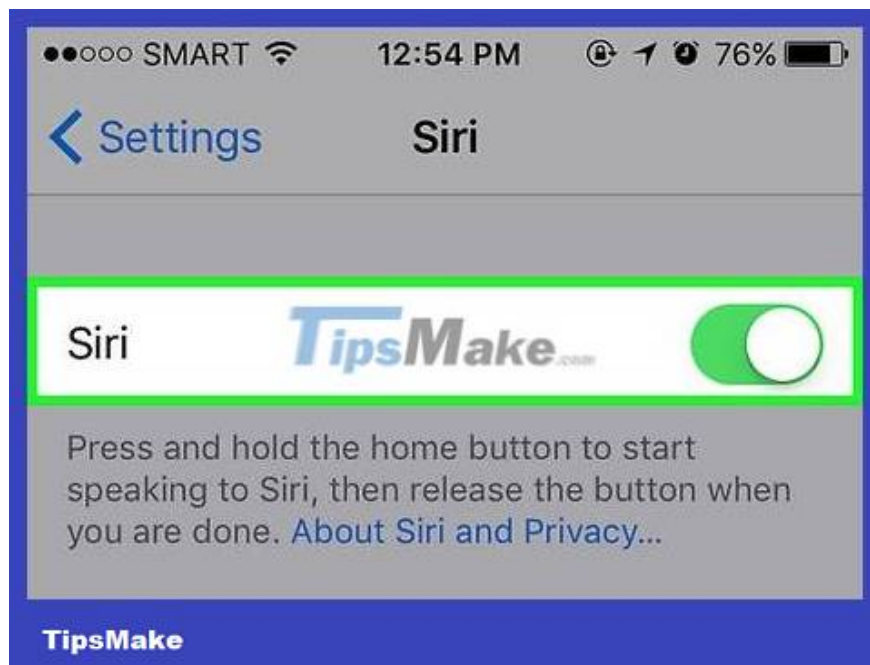 SMART 12:54 PM 76%
Settings Siri
Siri
TipsMake.com
Press and hold the home button to start
speaking to Siri, then release the button when
you are done. About Siri and Privacy...
TipsMake